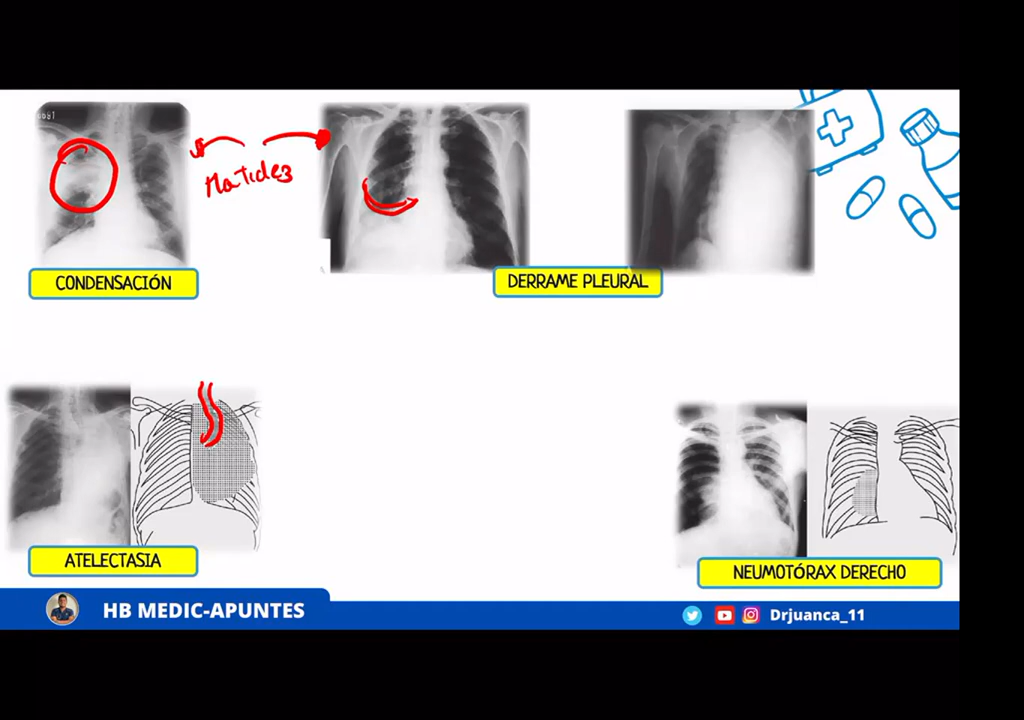 Matidez
CONDENSACIÓN
DERRAME PLEURAL
ATELECTASIA
NEUMOTÓRAX DERECHO
HB MEDIC-APUNTES
Drjuanca_11